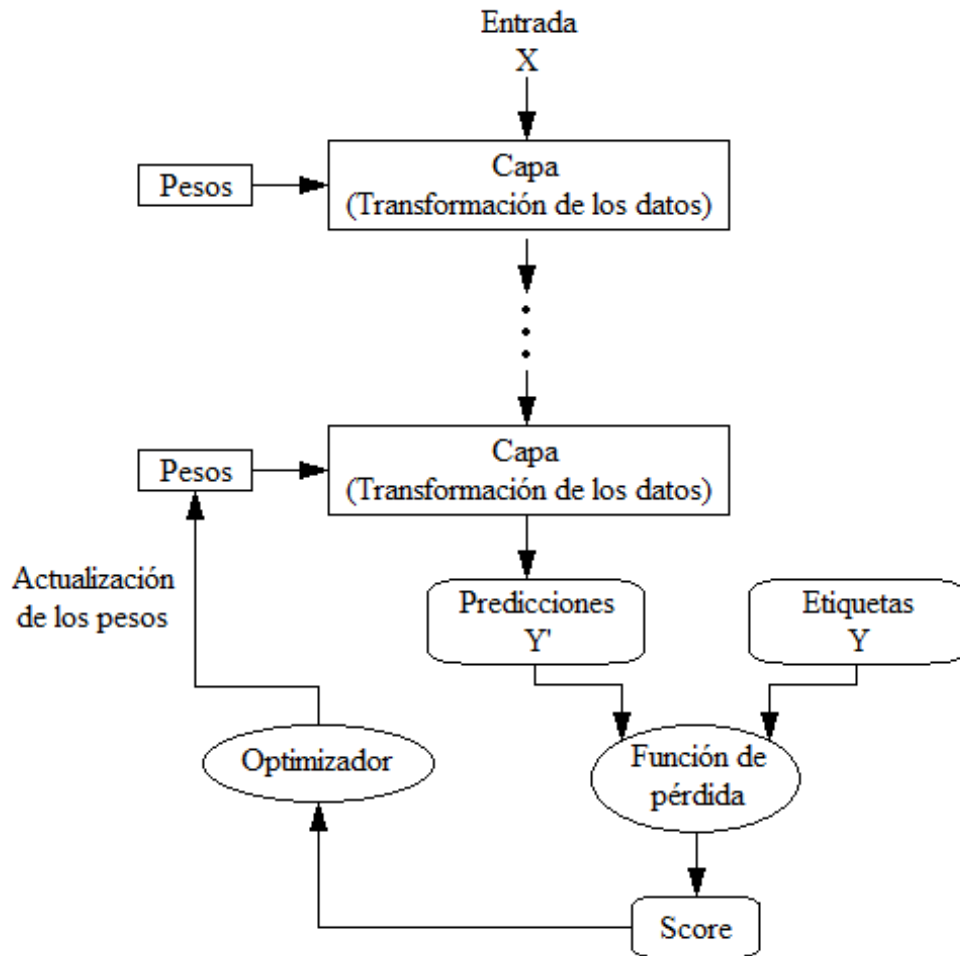 Entrada
X
Pesos
Capa
(Transformación de los datos)
Pesos
Capa
(Transformación de los datos)
Actualización
de los pesos
Predicciones
Y'
Etiquetas
Y
Optimizador
Función de
pérdida
Score